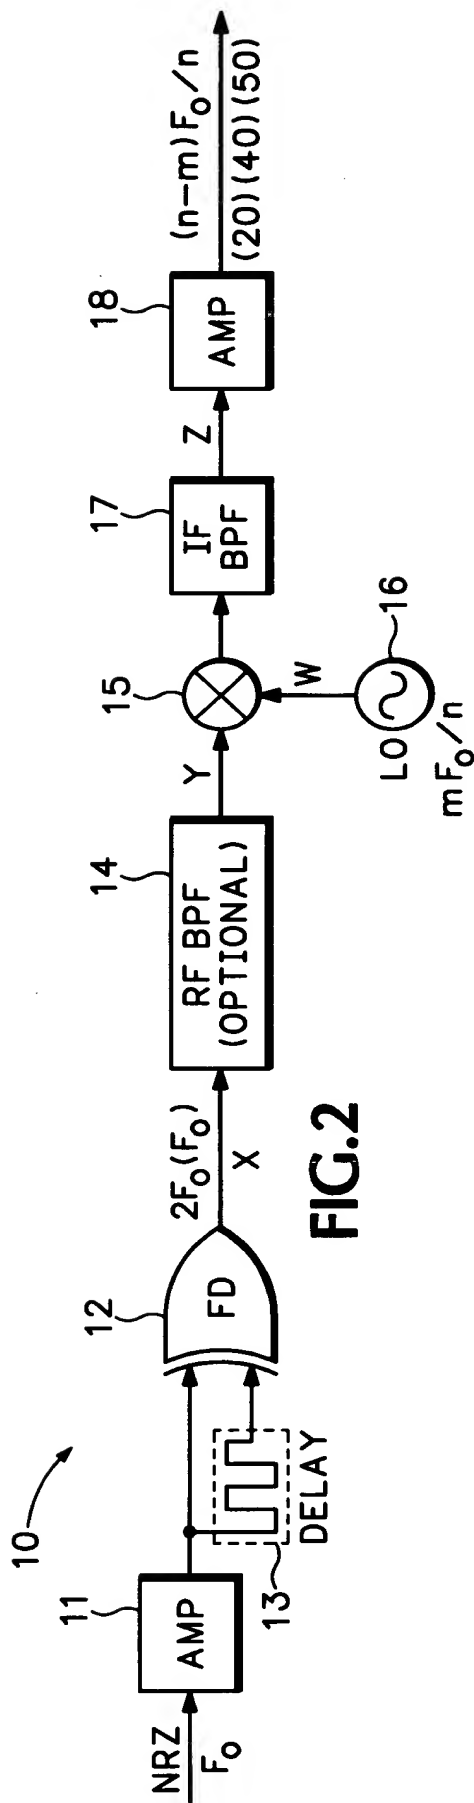 10
NRZ
F₀
11
AMP
13
DELAY
12
FD
2F₀(F₀)
X
14
RF BPF
(OPTIONAL)
Y
15
W
16
LO
mF₀/n
17
IF
BPF
Z
18
AMP
(n-m)F₀/n
(20)(40)(50)
FIG.2